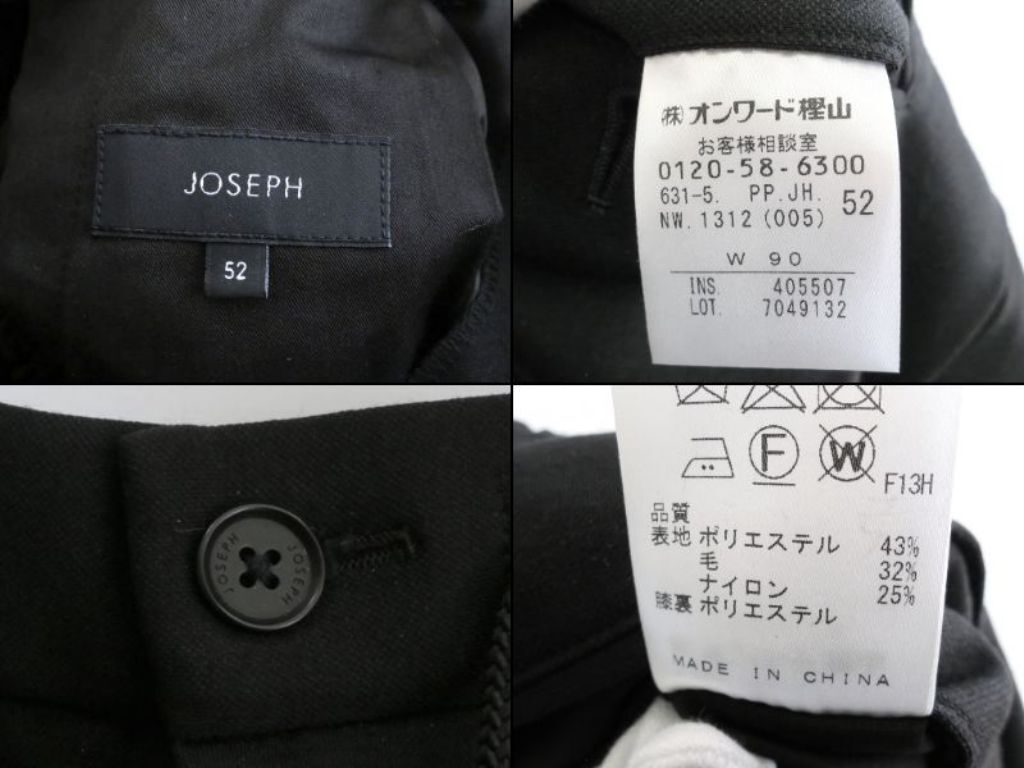 JOSEPH
52
㈱オンワード樫山
お客様相談室
0120-58-6300
631-5. PP.JH. 52
NW.1312(005)
W 90
INS. 405507
LOT. 7049132
JOSEPH JOSEPH
F W
F13H
品質
表地 ポリエステル 43%
毛 32%
ナイロン 25%
膝裏 ポリエステル
MADE IN CHINA